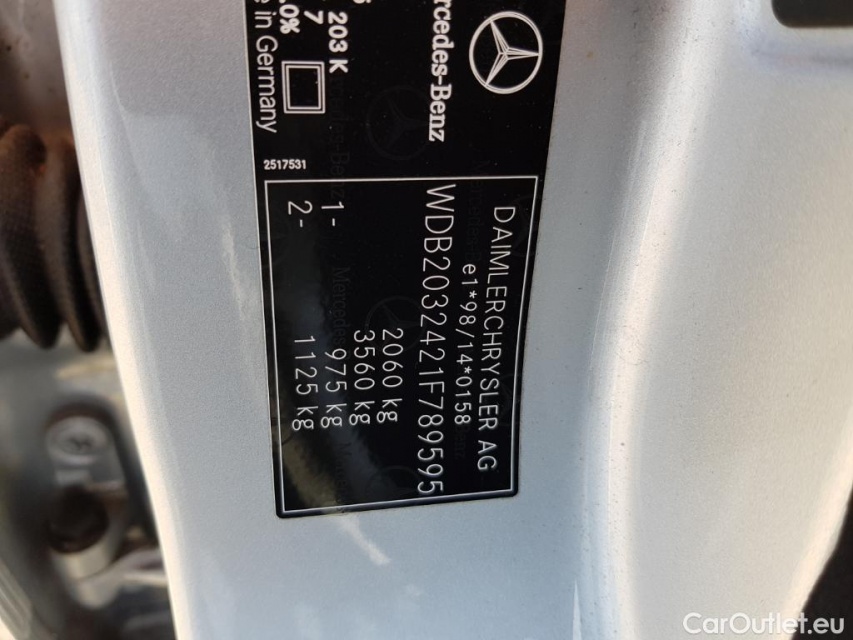 Mercedes-Benz
203 K
7
.0%
e in Germany
2517531
DAIMLERCHRYSLER AG
e1*98/14*0158
WDB2032421F789595
2060 kg
3560 kg
1- 975 kg
2- 1125 kg
CarOutlet.eu